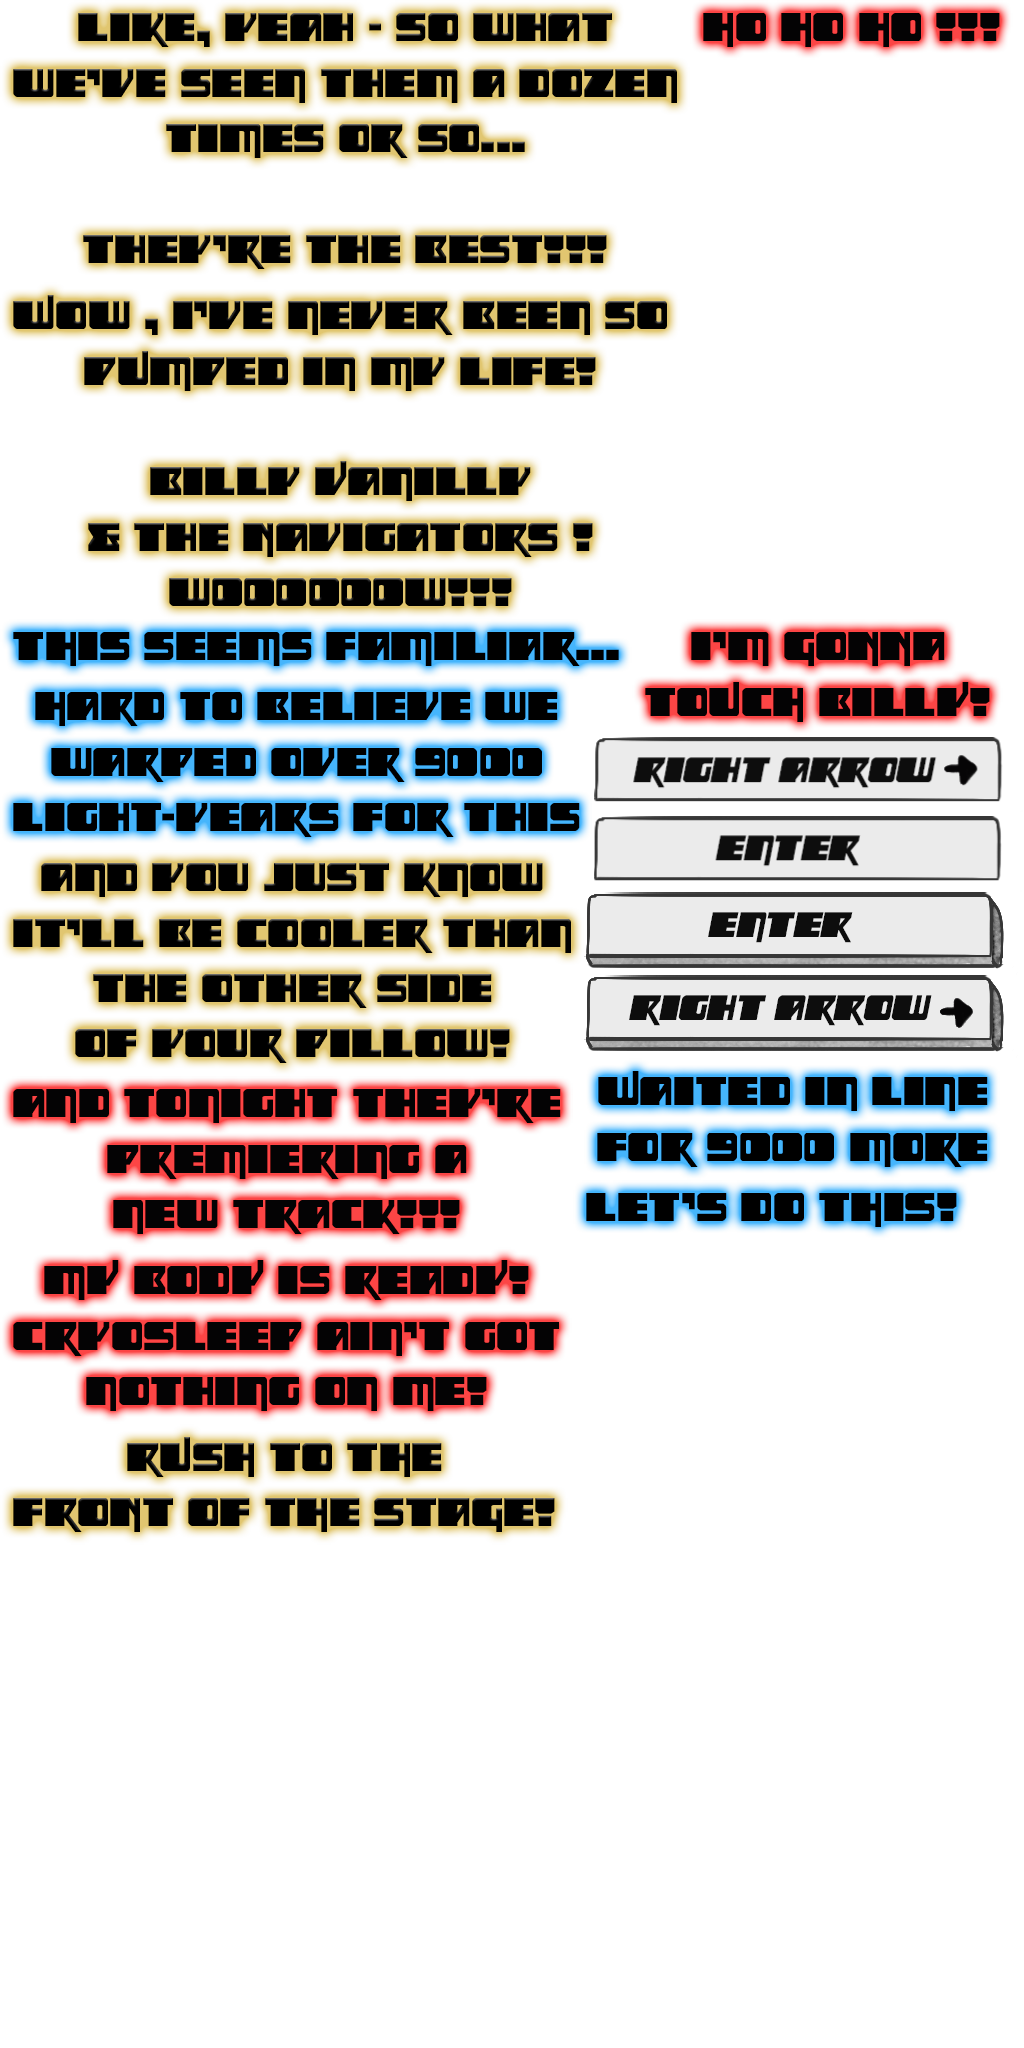 LIKE, YEAH - SO WHAT
WE'VE SEEN THEM A DOZEN
TIMES OR SO...
THEY'RE THE BEST!!!
HO HO HO !!!
WOW , I'VE NEVER BEEN SO
PUMPED IN MY LIFE!
BILLY VANILLY
& THE NAVIGATORS !
WOOOOOOW!!!
THIS SEEMS FAMILIAR...
I'M GONNA
TOUCH BILLY!
HARD TO BELIEVE WE
WARPED OVER 9000
LIGHT-YEARS FOR THIS
RIGHT ARROW →
ENTER
ENTER
RIGHT ARROW →
AND YOU JUST KNOW
IT'LL BE COOLER THAN
THE OTHER SIDE
OF YOUR PILLOW!
AND TONIGHT THEY'RE
PREMIERING A
NEW TRACK!!!
WAITED IN LINE
FOR 9000 MORE
LET'S DO THIS!
MY BODY IS READY!
CRYOSLEEP AIN'T GOT
NOTHING ON ME!
RUSH TO THE
FRONT OF THE STAGE!